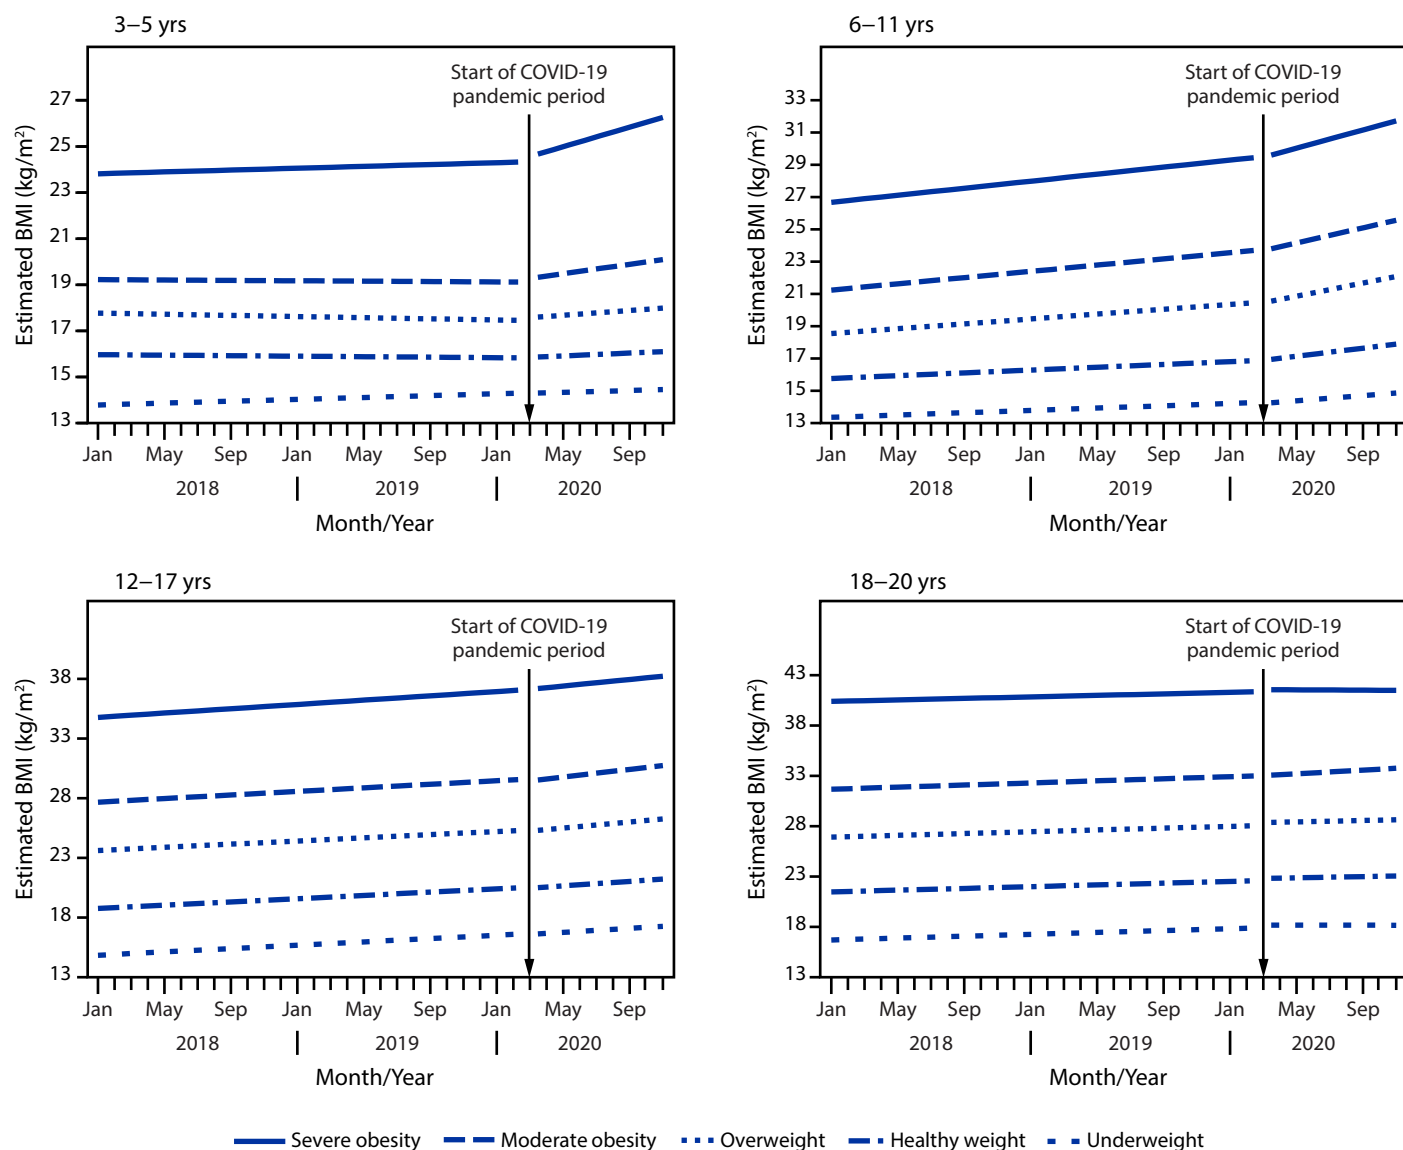 3–5 yrs
Start of COVID-19
pandemic period
Estimated BMI (kg/m²)
27
25
23
21
19
17
15
13
Jan May Sep Jan May Sep Jan May Sep
2018 2019 2020
Month/Year
6–11 yrs
Start of COVID-19
pandemic period
Estimated BMI (kg/m²)
33
31
29
27
25
23
21
19
17
15
13
Jan May Sep Jan May Sep Jan May Sep
2018 2019 2020
Month/Year
12–17 yrs
Start of COVID-19
pandemic period
Estimated BMI (kg/m²)
38
33
28
23
18
13
Jan May Sep Jan May Sep Jan May Sep
2018 2019 2020
Month/Year
18–20 yrs
Start of COVID-19
pandemic period
Estimated BMI (kg/m²)
43
38
33
28
23
18
13
Jan May Sep Jan May Sep Jan May Sep
2018 2019 2020
Month/Year
Severe obesity Moderate obesity Overweight Healthy weight Underweight